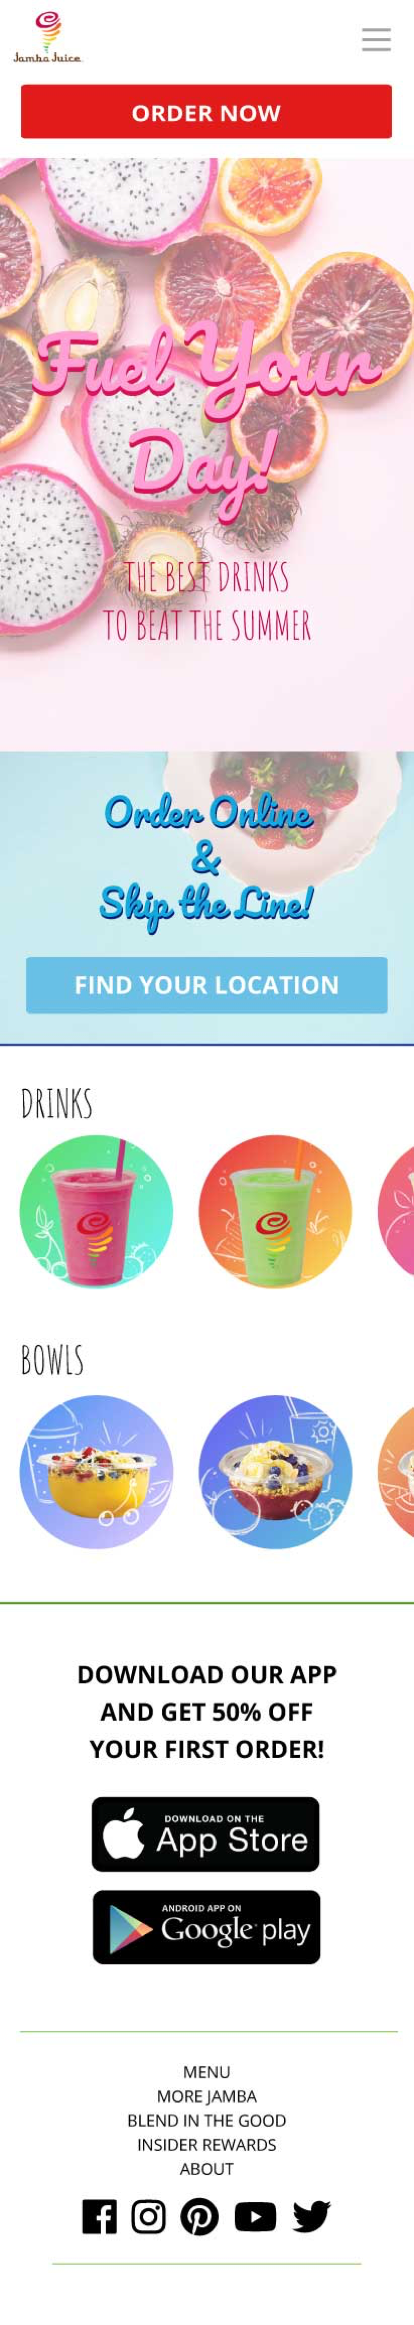 Jamba Juice
ORDER NOW
Fuel Your
Day!
THE BEST DRINKS
TO BEAT THE SUMMER
Order Online
&
Skip the Line!
FIND YOUR LOCATION
DRINKS
BOWLS
DOWNLOAD OUR APP
AND GET 50% OFF
YOUR FIRST ORDER!
DOWNLOAD ON THE
App Store
ANDROID APP ON
Google play
MENU
MORE JAMBA
BLEND IN THE GOOD
INSIDER REWARDS
ABOUT